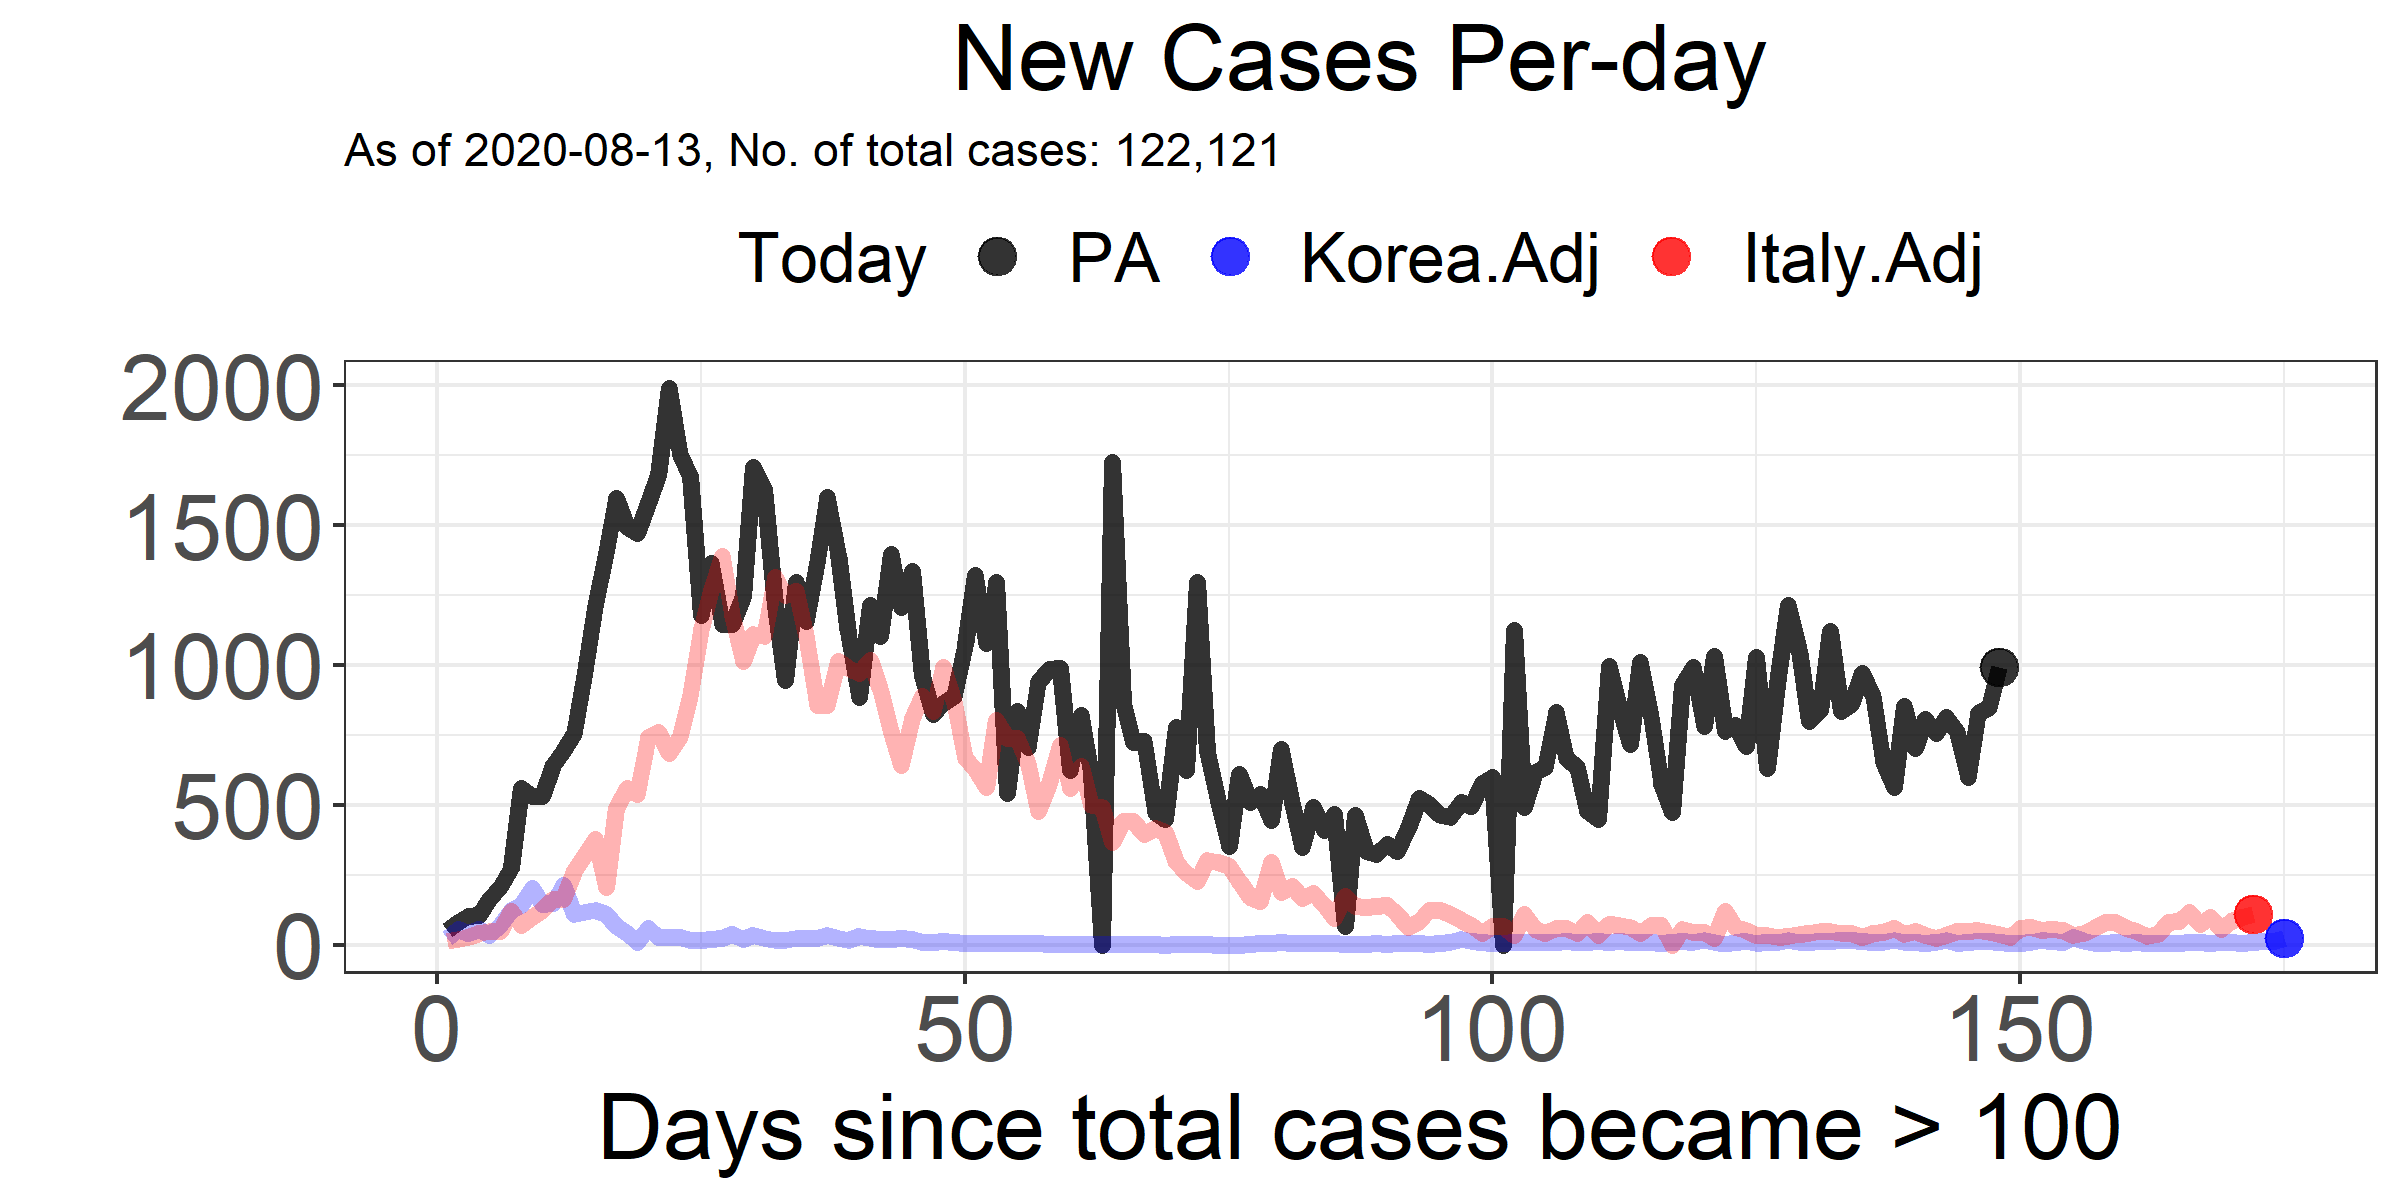 New Cases Per-day
As of 2020-08-13, No. of total cases: 122,121
Today PA Korea.Adj Italy.Adj
2000
1500
1000
500
0
0 50 100 150
Days since total cases became > 100